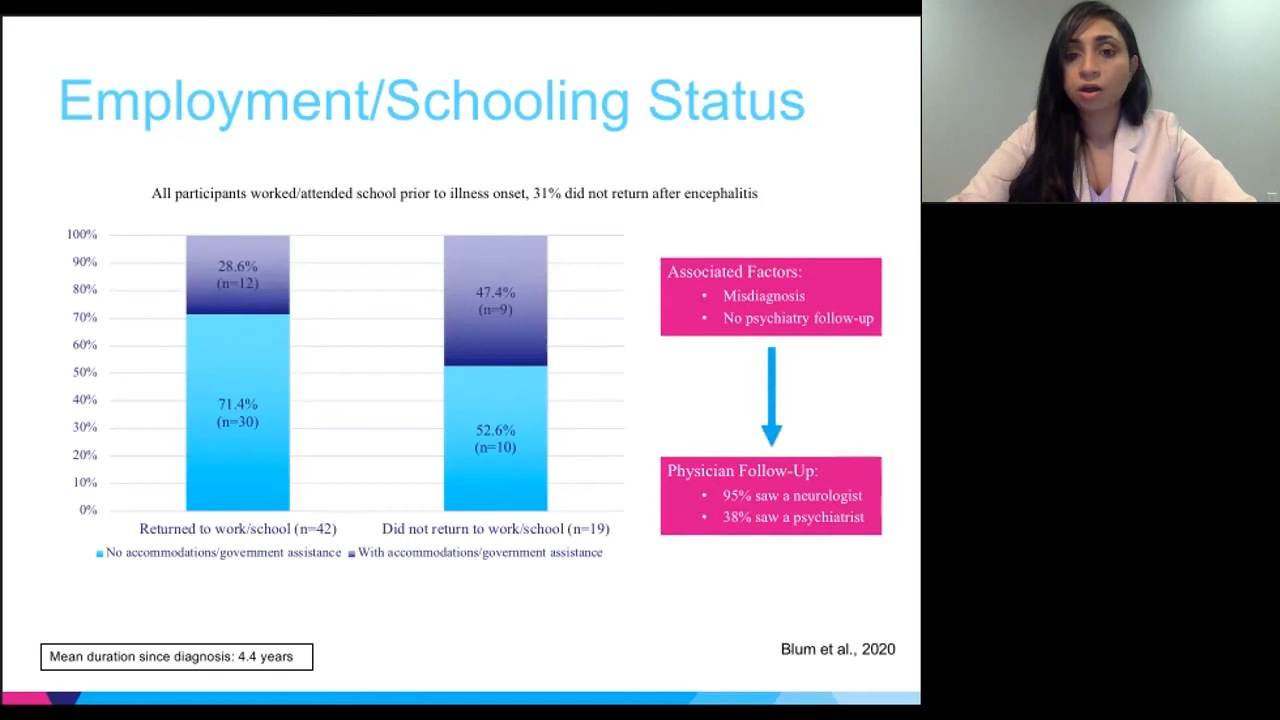 Employment/Schooling Status
All participants worked/attended school prior to illness onset, 31% did not return after encephalitis
100%
90%
80%
70%
60%
50%
40%
30%
20%
10%
0%
28.6%
(n=12)
71.4%
(n=30)
47.4%
(n=9)
52.6%
(n=10)
Returned to work/school (n=42)
Did not return to work/school (n=19)
No accommodations/government assistance
With accommodations/government assistance
Associated Factors:
• Misdiagnosis
• No psychiatry follow-up
Physician Follow-Up:
• 95% saw a neurologist
• 38% saw a psychiatrist
Mean duration since diagnosis: 4.4 years
Blum et al., 2020